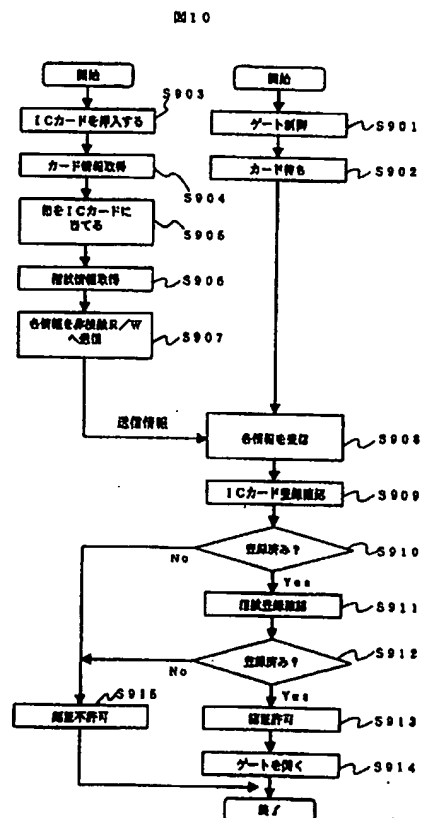 図10
開始
ICカードを挿入する
S903
カード情報取得
S904
指をICカードに
当てる
S905
指紋情報取得
S906
各情報を非接触R/W
へ送信
S907
開始
ゲート制御
S901
カード待ち
S902
送信情報
各情報を受信
S908
ICカード登録確認
S909
登録済み?
S910
No
Yes
指紋登録確認
S911
登録済み?
S912
No
Yes
認証不許可
S915
認証許可
S913
ゲートを開く
S914
終了